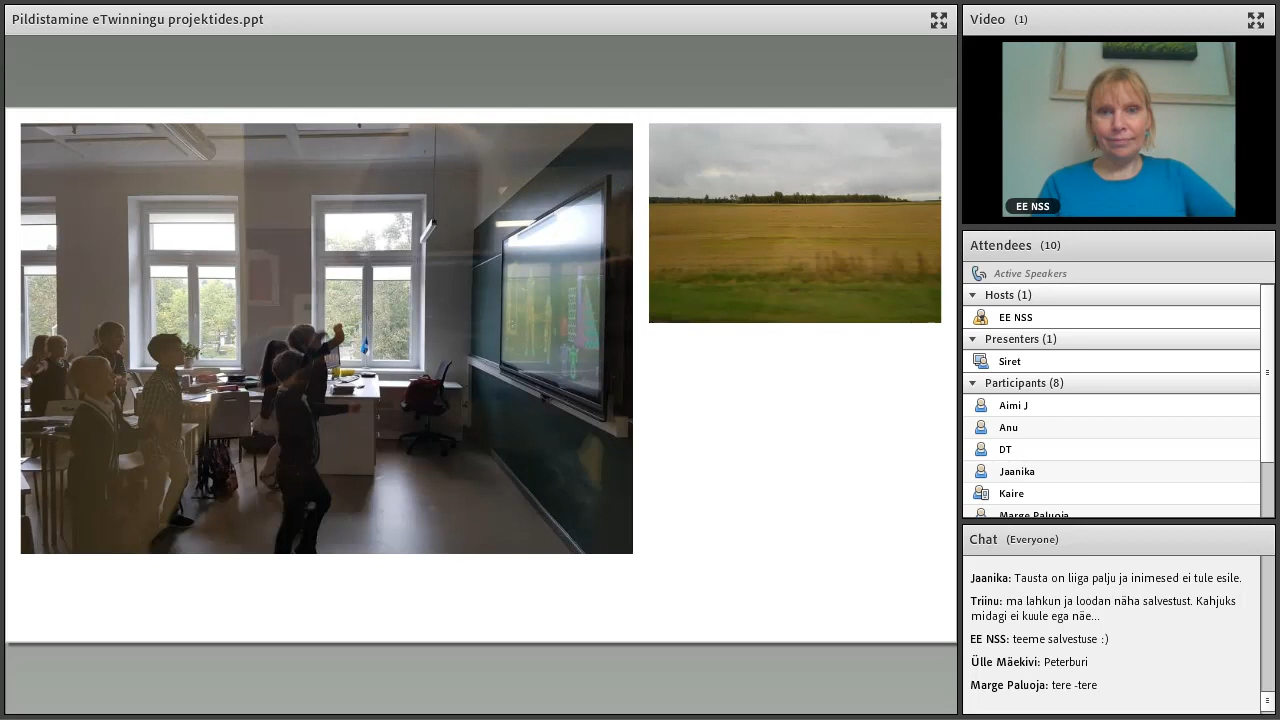 Pildistamine eTwinningu projektides.ppt
Video (1)
EE NSS
Attendees (10)
Active Speakers
Hosts (1)
EE NSS
Presenters (1)
Siret
Participants (8)
Aimi J
Anu
DT
Jaanika
Kaire
Marge Paluoja
Chat (Everyone)
Jaanika: Tausta on liiga palju ja inimesed ei tule esile.
Triinu: ma lahkun ja loodan näha salvestust. Kahjuks
midagi ei kuule ega näe...
EE NSS: teeme salvestuse :)
Ülle Mäekivi: Peterburi
Marge Paluoja: tere -tere